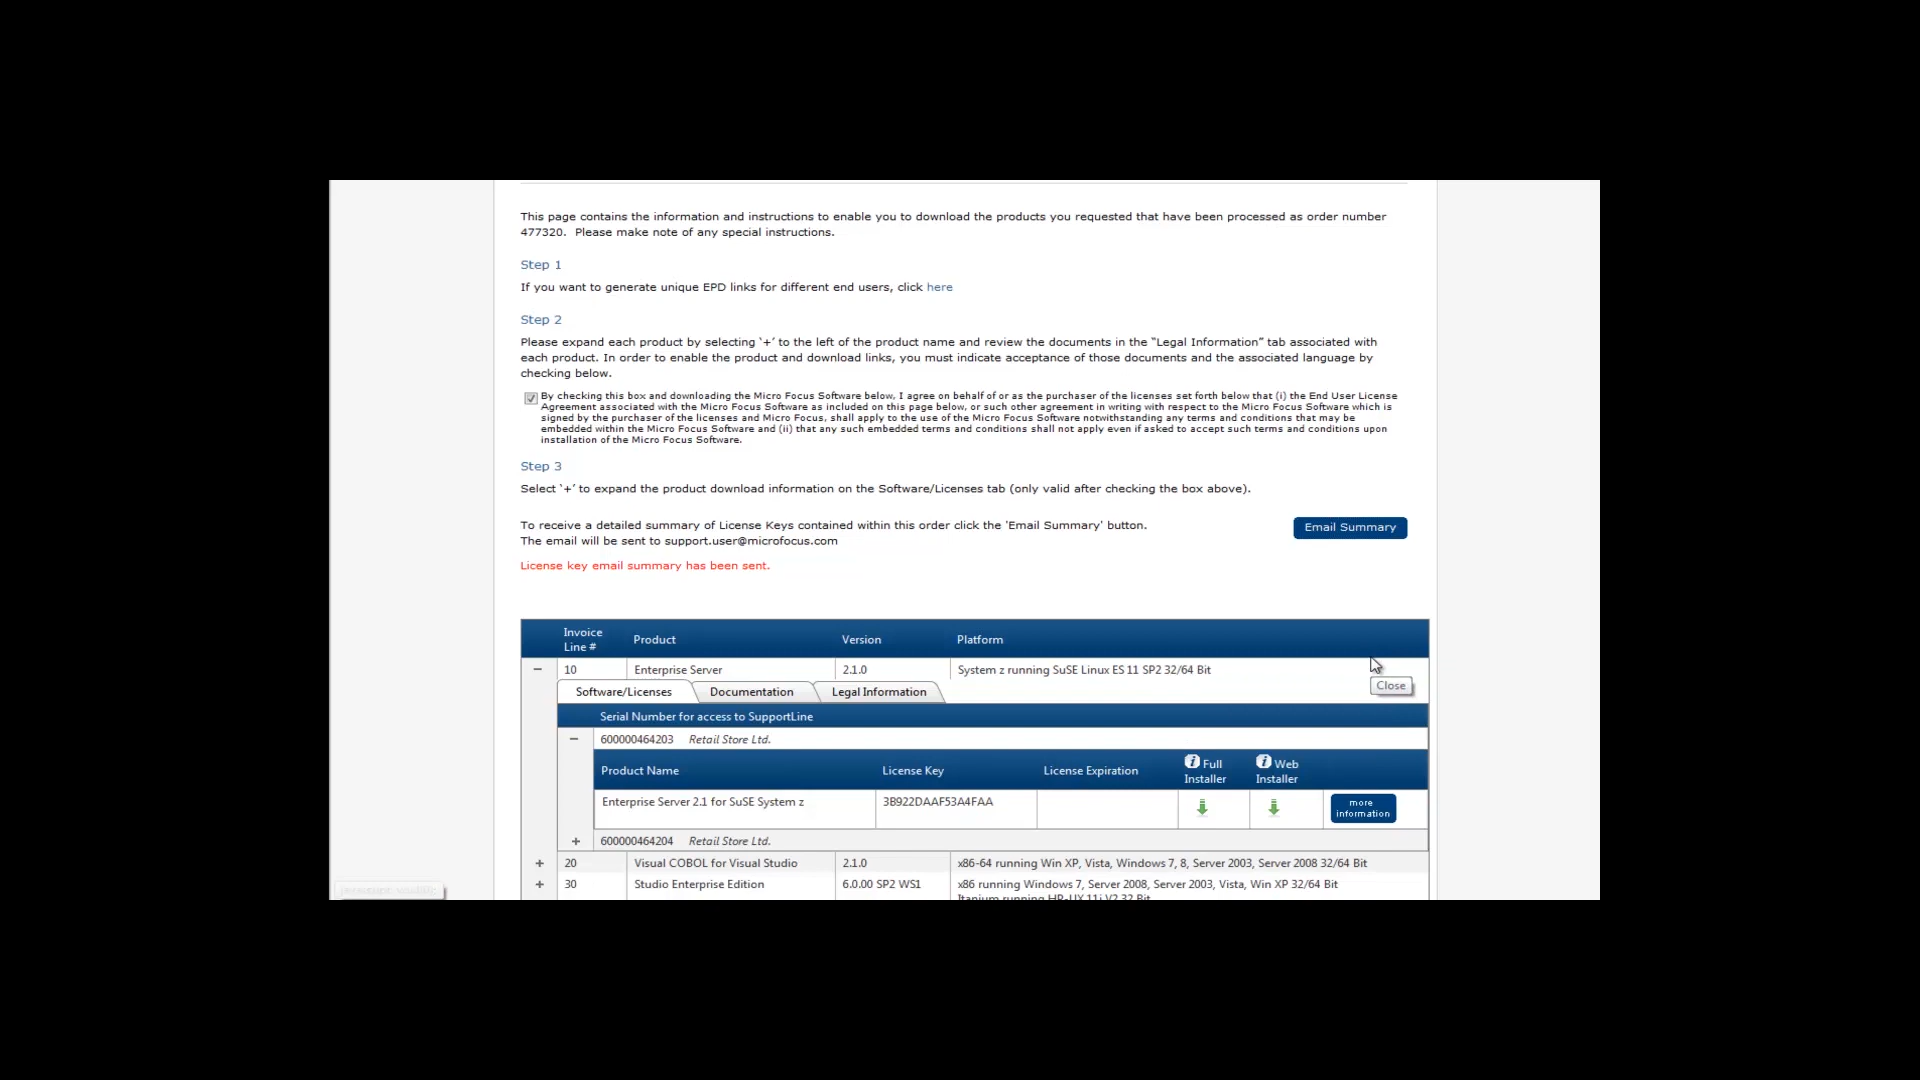 This page contains the information and instructions to enable you to download the products you requested that have been processed as order number
477320.  Please make note of any special instructions.
Step 1
If you want to generate unique EPD links for different end users, click here
Step 2
Please expand each product by selecting ‘+’ to the left of the product name and review the documents in the “Legal Information” tab associated with
each product. In order to enable the product and download links, you must indicate acceptance of those documents and the associated language by
checking below.
By checking this box and downloading the Micro Focus Software below, I agree on behalf of or as the purchaser of the licenses set forth below that (i) the End User License
Agreement associated with the Micro Focus Software as included on this page below, or such other agreement in writing with respect to the Micro Focus Software which is
signed by the purchaser of the licenses and Micro Focus, shall apply to the use of the Micro Focus Software notwithstanding any terms and conditions that may be
embedded within the Micro Focus Software and (ii) that any such embedded terms and conditions shall not apply even if asked to accept such terms and conditions upon
installation of the Micro Focus Software.
Step 3
Select ‘+’ to expand the product download information on the Software/Licenses tab (only valid after checking the box above).
To receive a detailed summary of License Keys contained within this order click the 'Email Summary' button.
Email Summary
The email will be sent to support.user@microfocus.com
License key email summary has been sent.
Invoice Line # Product Version Platform
− 10 Enterprise Server 2.1.0 System z running SuSE Linux ES 11 SP2 32/64 Bit
Close
Software/Licenses Documentation Legal Information
Serial Number for access to SupportLine
− 600000464203 Retail Store Ltd.
Product Name License Key License Expiration Full Installer Web Installer
Enterprise Server 2.1 for SuSE System z 3B922DAAF53A4FAA more information
+ 600000464204 Retail Store Ltd.
+ 20 Visual COBOL for Visual Studio 2.1.0 x86-64 running Win XP, Vista, Windows 7, 8, Server 2003, Server 2008 32/64 Bit
+ 30 Studio Enterprise Edition 6.0.00 SP2 WS1 x86 running Windows 7, Server 2008, Server 2003, Vista, Win XP 32/64 Bit
Itanium running HP-UX 11i V2 32 Bit